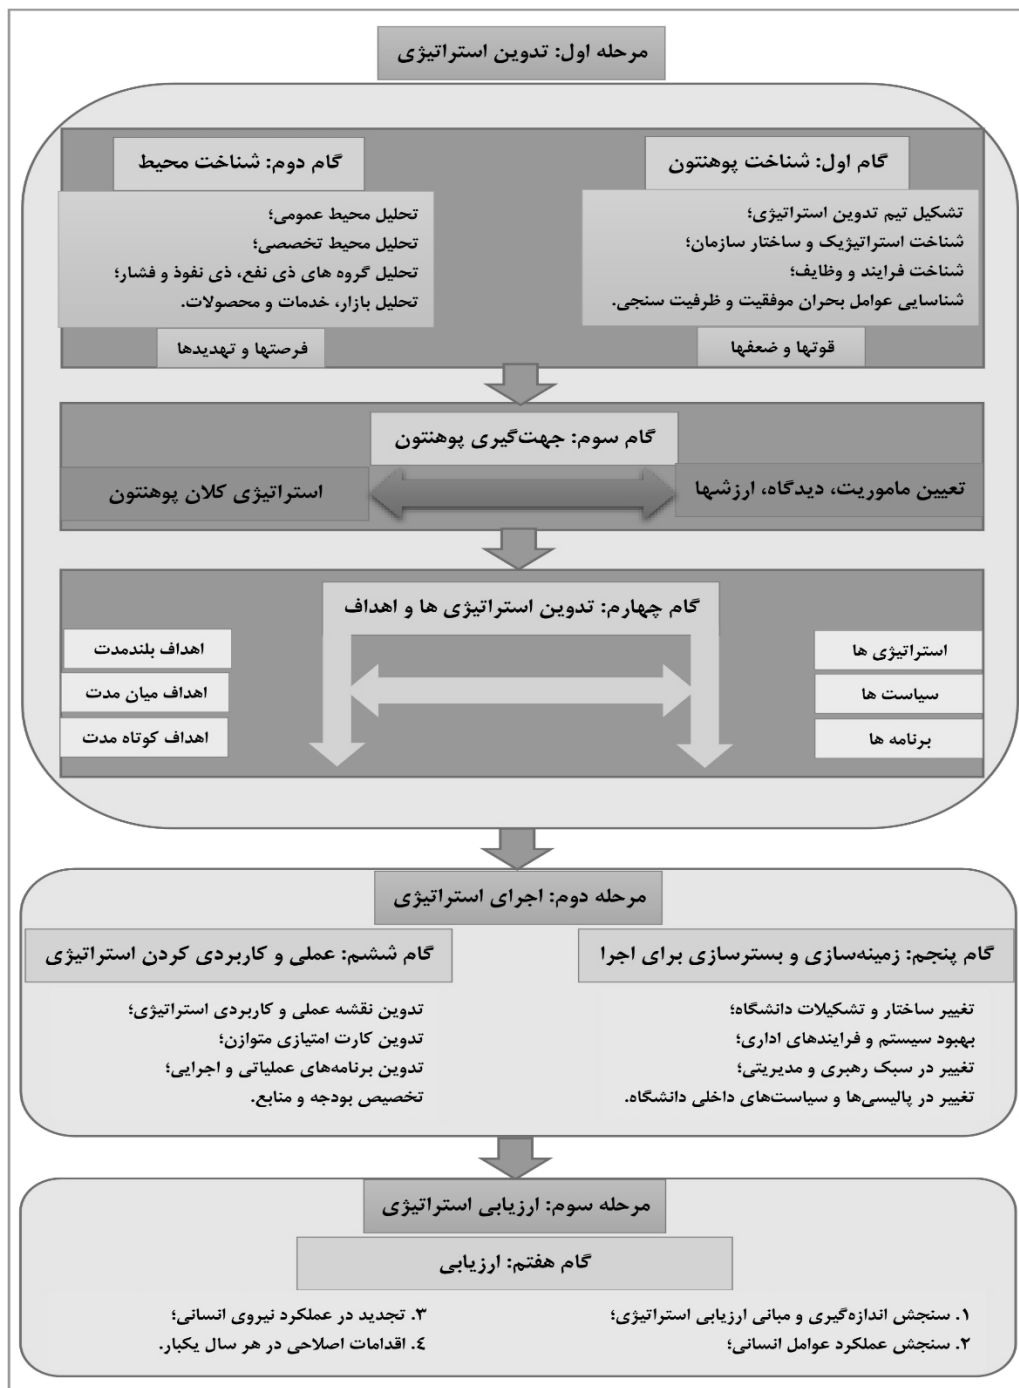 مرحله اول: تدوین استراتیژی
گام اول: شناخت پوهنتون
تشکیل تیم تدوین استراتیژی؛
شناخت استراتیژیک و ساختار سازمان؛
شناخت فرایند و وظایف؛
شناسایی عوامل بحران موفقیت و ظرفیت سنجی.
قوتها و ضعفها
گام دوم: شناخت محیط
تحلیل محیط عمومی؛
تحلیل محیط تخصصی؛
تحلیل گروه های ذی نفع، ذی نفوذ و فشار؛
تحلیل بازار، خدمات و محصولات.
فرصتها و تهدیدها
گام سوم: جهت‌گیری پوهنتون
تعیین ماموریت، دیدگاه، ارزشها
استراتیژی کلان پوهنتون
گام چهارم: تدوین استراتیژی ها و اهداف
استراتیژی ها
سیاست ها
برنامه ها
اهداف بلندمدت
اهداف میان مدت
اهداف کوتاه مدت
مرحله دوم: اجرای استراتیژی
گام پنجم: زمینه‌سازی و بسترسازی برای اجرا
تغییر ساختار و تشکیلات دانشگاه؛
بهبود سیستم و فرایندهای اداری؛
تغییر در سبک رهبری و مدیریتی؛
تغییر در پالیسی‌ها و سیاست‌های داخلی دانشگاه.
گام ششم: عملی و کاربردی کردن استراتیژی
تدوین نقشه عملی و کاربردی استراتیژی؛
تدوین کارت امتیازی متوازن؛
تدوین برنامه‌های عملیاتی و اجرایی؛
تخصیص بودجه و منابع.
مرحله سوم: ارزیابی استراتیژی
گام هفتم: ارزیابی
۱. سنجش اندازه‌گیری و مبانی ارزیابی استراتیژی؛
۲. سنجش عملکرد عوامل انسانی؛
۳. تجدید در عملکرد نیروی انسانی؛
٤. اقدامات اصلاحی در هر سال یکبار.